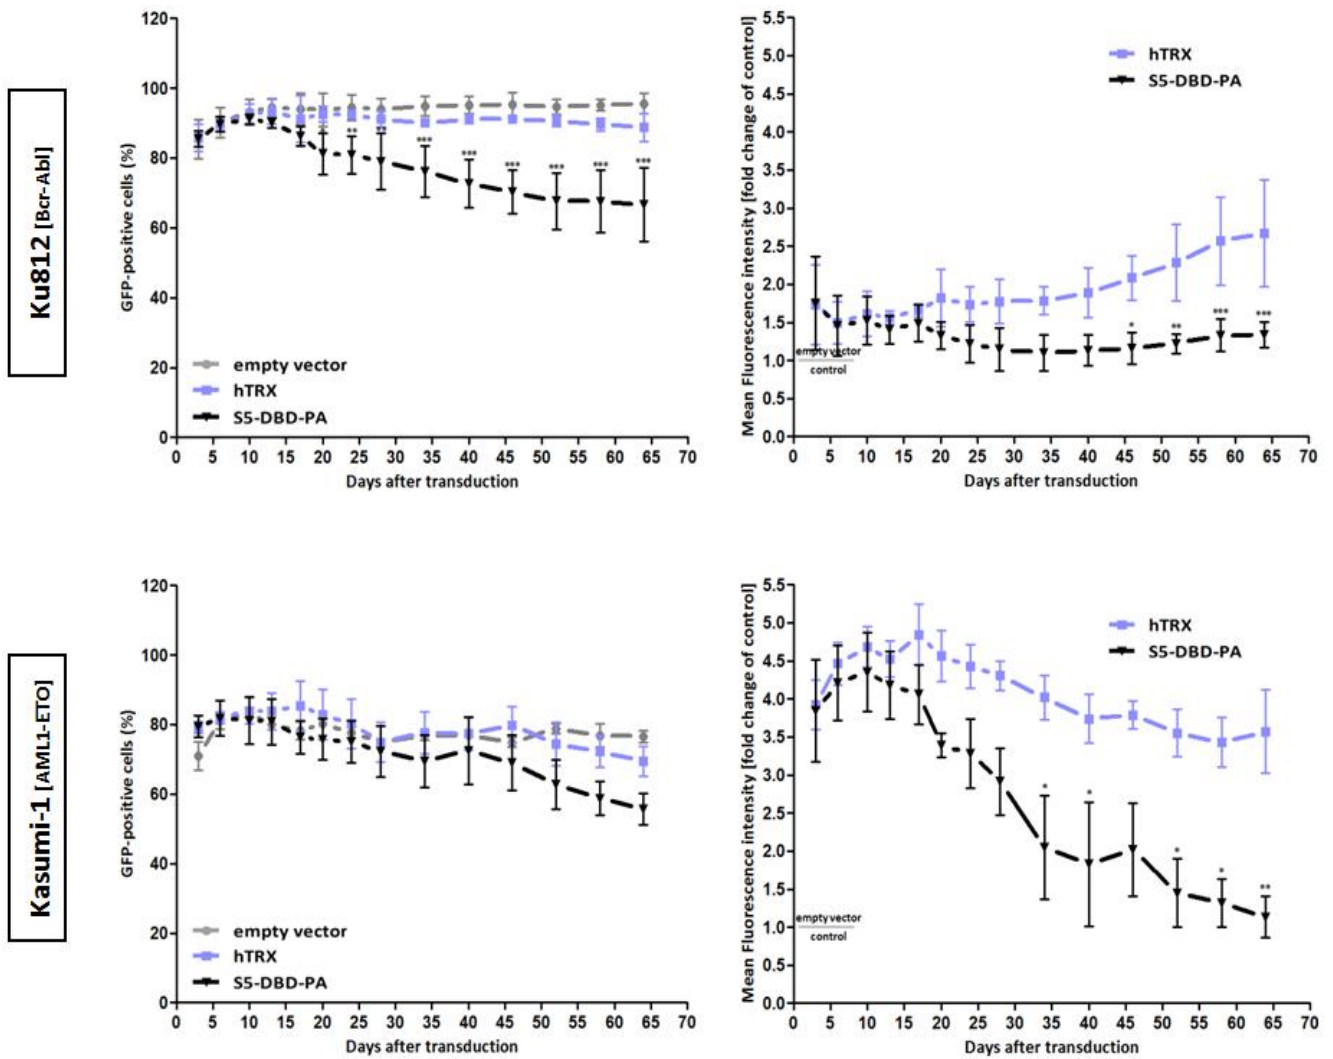 Ku812 [Bcr-Abl]
GFP-positive cells (%)
120
100
80
60
40
20
0
** ** *** *** *** *** *** ***
empty vector
hTRX
S5-DBD-PA
0 5 10 15 20 25 30 35 40 45 50 55 60 65 70
Days after transduction
Mean Fluorescence intensity [fold change of control]
5.5
5.0
4.5
4.0
3.5
3.0
2.5
2.0
1.5
1.0
0.5
0.0
hTRX
S5-DBD-PA
* ** *** ***
empty vector
control
0 5 10 15 20 25 30 35 40 45 50 55 60 65 70
Days after transduction
Kasumi-1 [AML1-ETO]
GFP-positive cells (%)
120
100
80
60
40
20
0
empty vector
hTRX
S5-DBD-PA
0 5 10 15 20 25 30 35 40 45 50 55 60 65 70
Days after transduction
Mean Fluorescence intensity [fold change of control]
5.5
5.0
4.5
4.0
3.5
3.0
2.5
2.0
1.5
1.0
0.5
0.0
hTRX
S5-DBD-PA
* * * * **
empty vector
control
0 5 10 15 20 25 30 35 40 45 50 55 60 65 70
Days after transduction